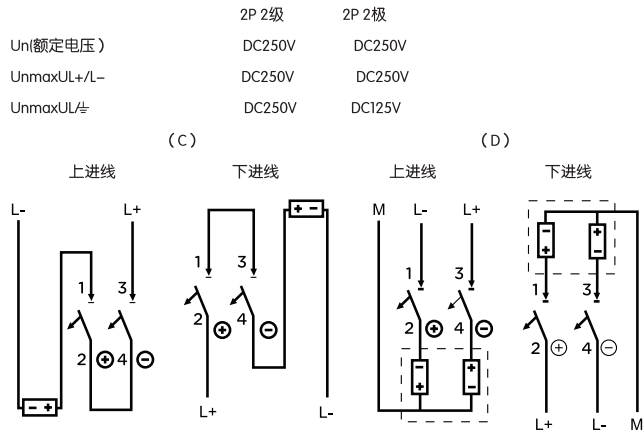 2P 2级 2P 2极
Un(额定电压) DC250V DC250V
UnmaxUL+/L− DC250V DC250V
UnmaxUL/⏚ DC250V DC125V
(C) (D)
上进线 下进线 上进线 下进线
L- L+ M L- L+
1 3 1 3 1 3 1 3
2 + 4 − 2 + 4 − 2 + 4 − 2 + 4 −
− +
+ −
− + + −
− + + −
L+ L- L+ L- M